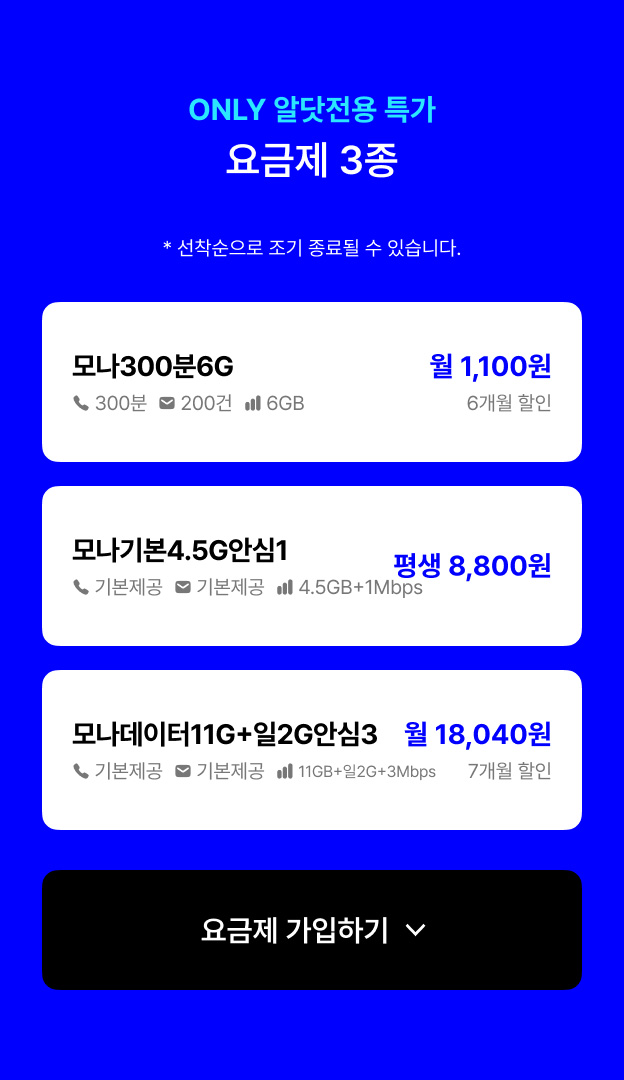 ONLY 알닷전용 특가
요금제 3종
* 선착순으로 조기 종료될 수 있습니다.
모나300분6G
월 1,100원
300분 200건 6GB
6개월 할인
모나기본4.5G안심1
평생 8,800원
기본제공 기본제공 4.5GB+1Mbps
모나데이터11G+일2G안심3
월 18,040원
기본제공 기본제공 11GB+일2G+3Mbps
7개월 할인
요금제 가입하기